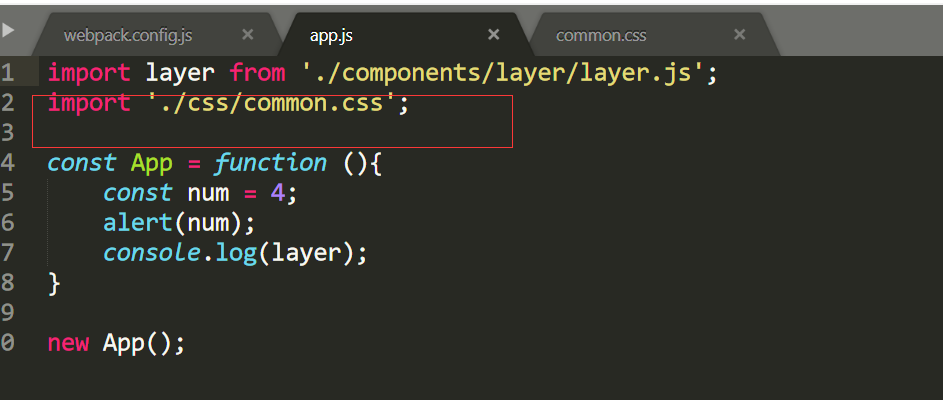 webpack.config.js × app.js × common.css ×
1 import layer from './components/layer/layer.js';
2 import './css/common.css';
3
4 const App = function (){
5 const num = 4;
6 alert(num);
7 console.log(layer);
8 }
9
0 new App();